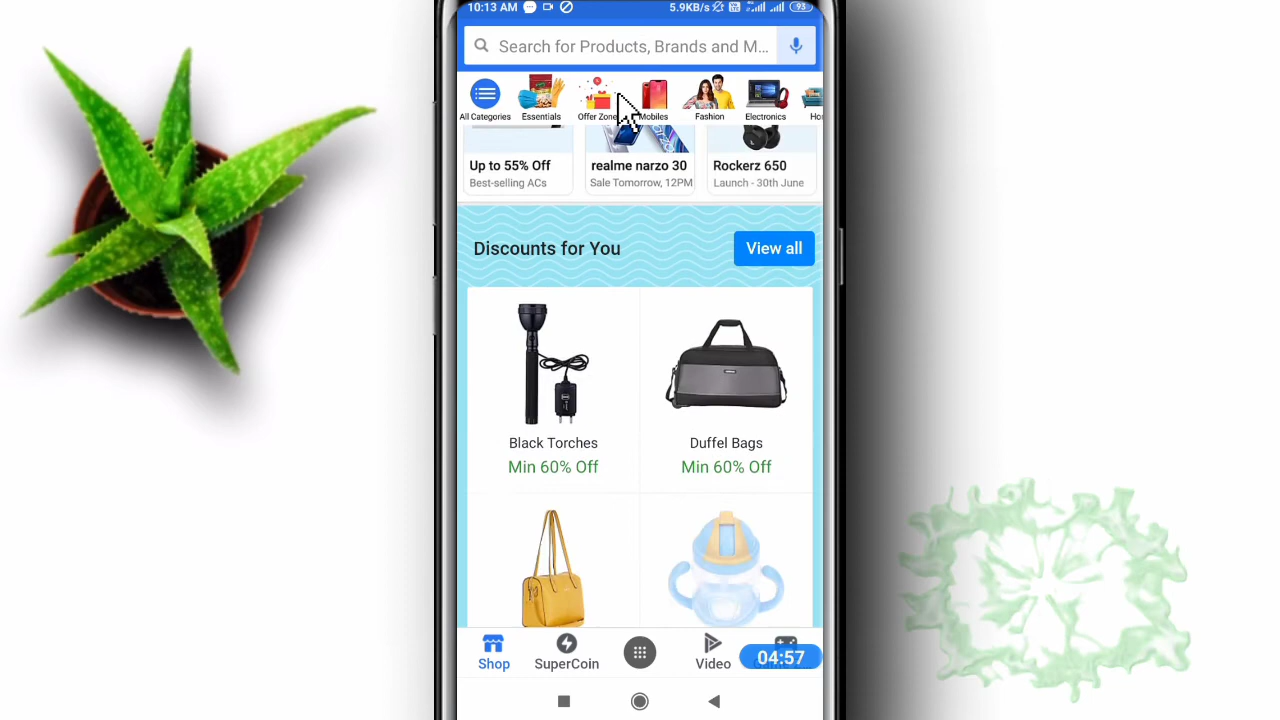 10:13 AM
5.9KB/s
93
Search for Products, Brands and M...
All Categories
Essentials
Offer Zone
Mobiles
Fashion
Electronics
Ho
Up to 55% Off
realme narzo 30
Rockerz 650
Best-selling ACs
Sale Tomorrow, 12PM
Launch - 30th June
Discounts for You
View all
Black Torches
Duffel Bags
Min 60% Off
Min 60% Off
Shop
SuperCoin
Video
04:57